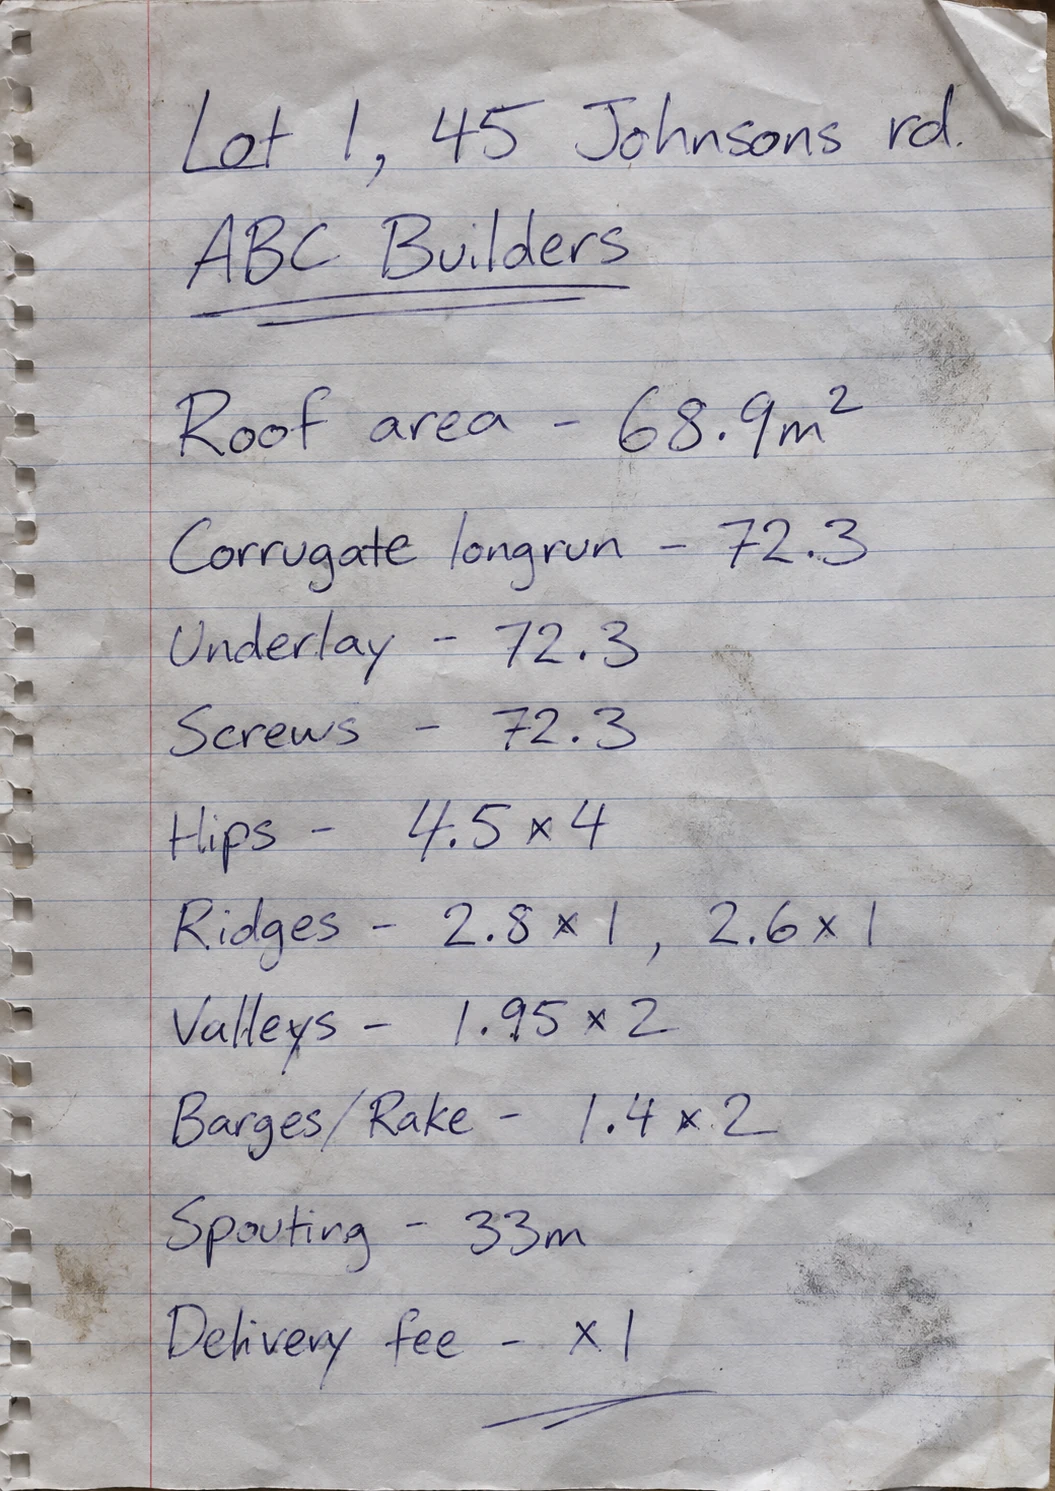 Lot 1, 45 Johnsons rd.
ABC Builders
Roof area - 68.9m²
Corrugate longrun - 72.3
Underlay - 72.3
Screws - 72.3
Hips - 4.5 x 4
Ridges - 2.8 x 1, 2.6 x 1
Valleys - 1.95 x 2
Barges/Rake - 1.4 x 2
Spouting - 33m
Delivery fee - x 1